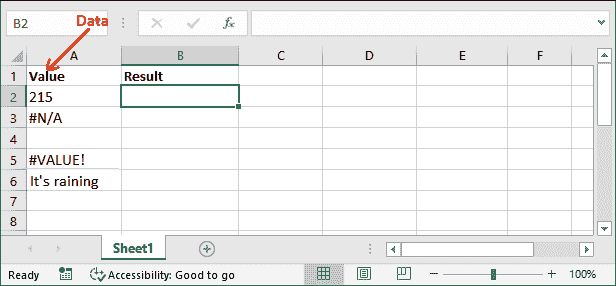 B2
Data
fx
A B C D E F
1 Value Result
2 215
3 #N/A
4
5 #VALUE!
6 It's raining
7
8
Sheet1
Ready Accessibility: Good to go 100%